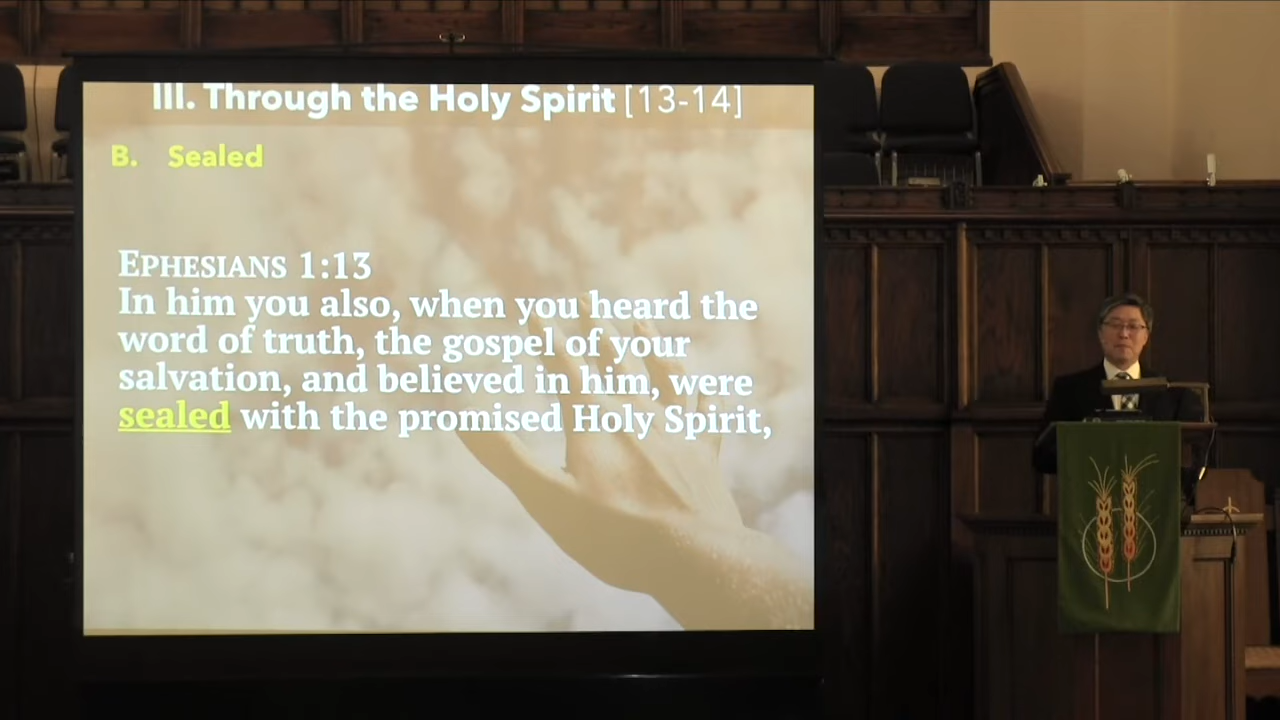 III. Through the Holy Spirit [13-14]
B. Sealed
EPHESIANS 1:13
In him you also, when you heard the
word of truth, the gospel of your
salvation, and believed in him, were
sealed with the promised Holy Spirit,